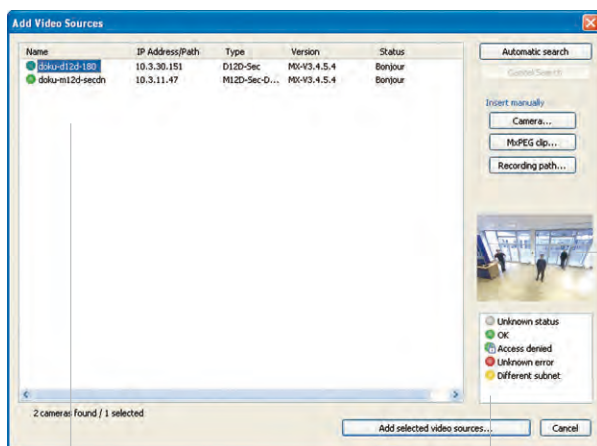 Add Video Sources
Name IP Address/Path Type Version Status
doku-d12d-180 10.3.30.151 D12D-Sec MX-V3.4.5.4 Bonjour
doku-m12d-secdn 10.3.11.47 M12D-Sec-D... MX-V3.4.5.4 Bonjour
Automatic search
Cancel Search
Insert manually
Camera...
MxPEG clip...
Recording path...
Unknown status
OK
Access denied
Unknown error
Different subnet
2 cameras found / 1 selected
Add selected video sources...
Cancel